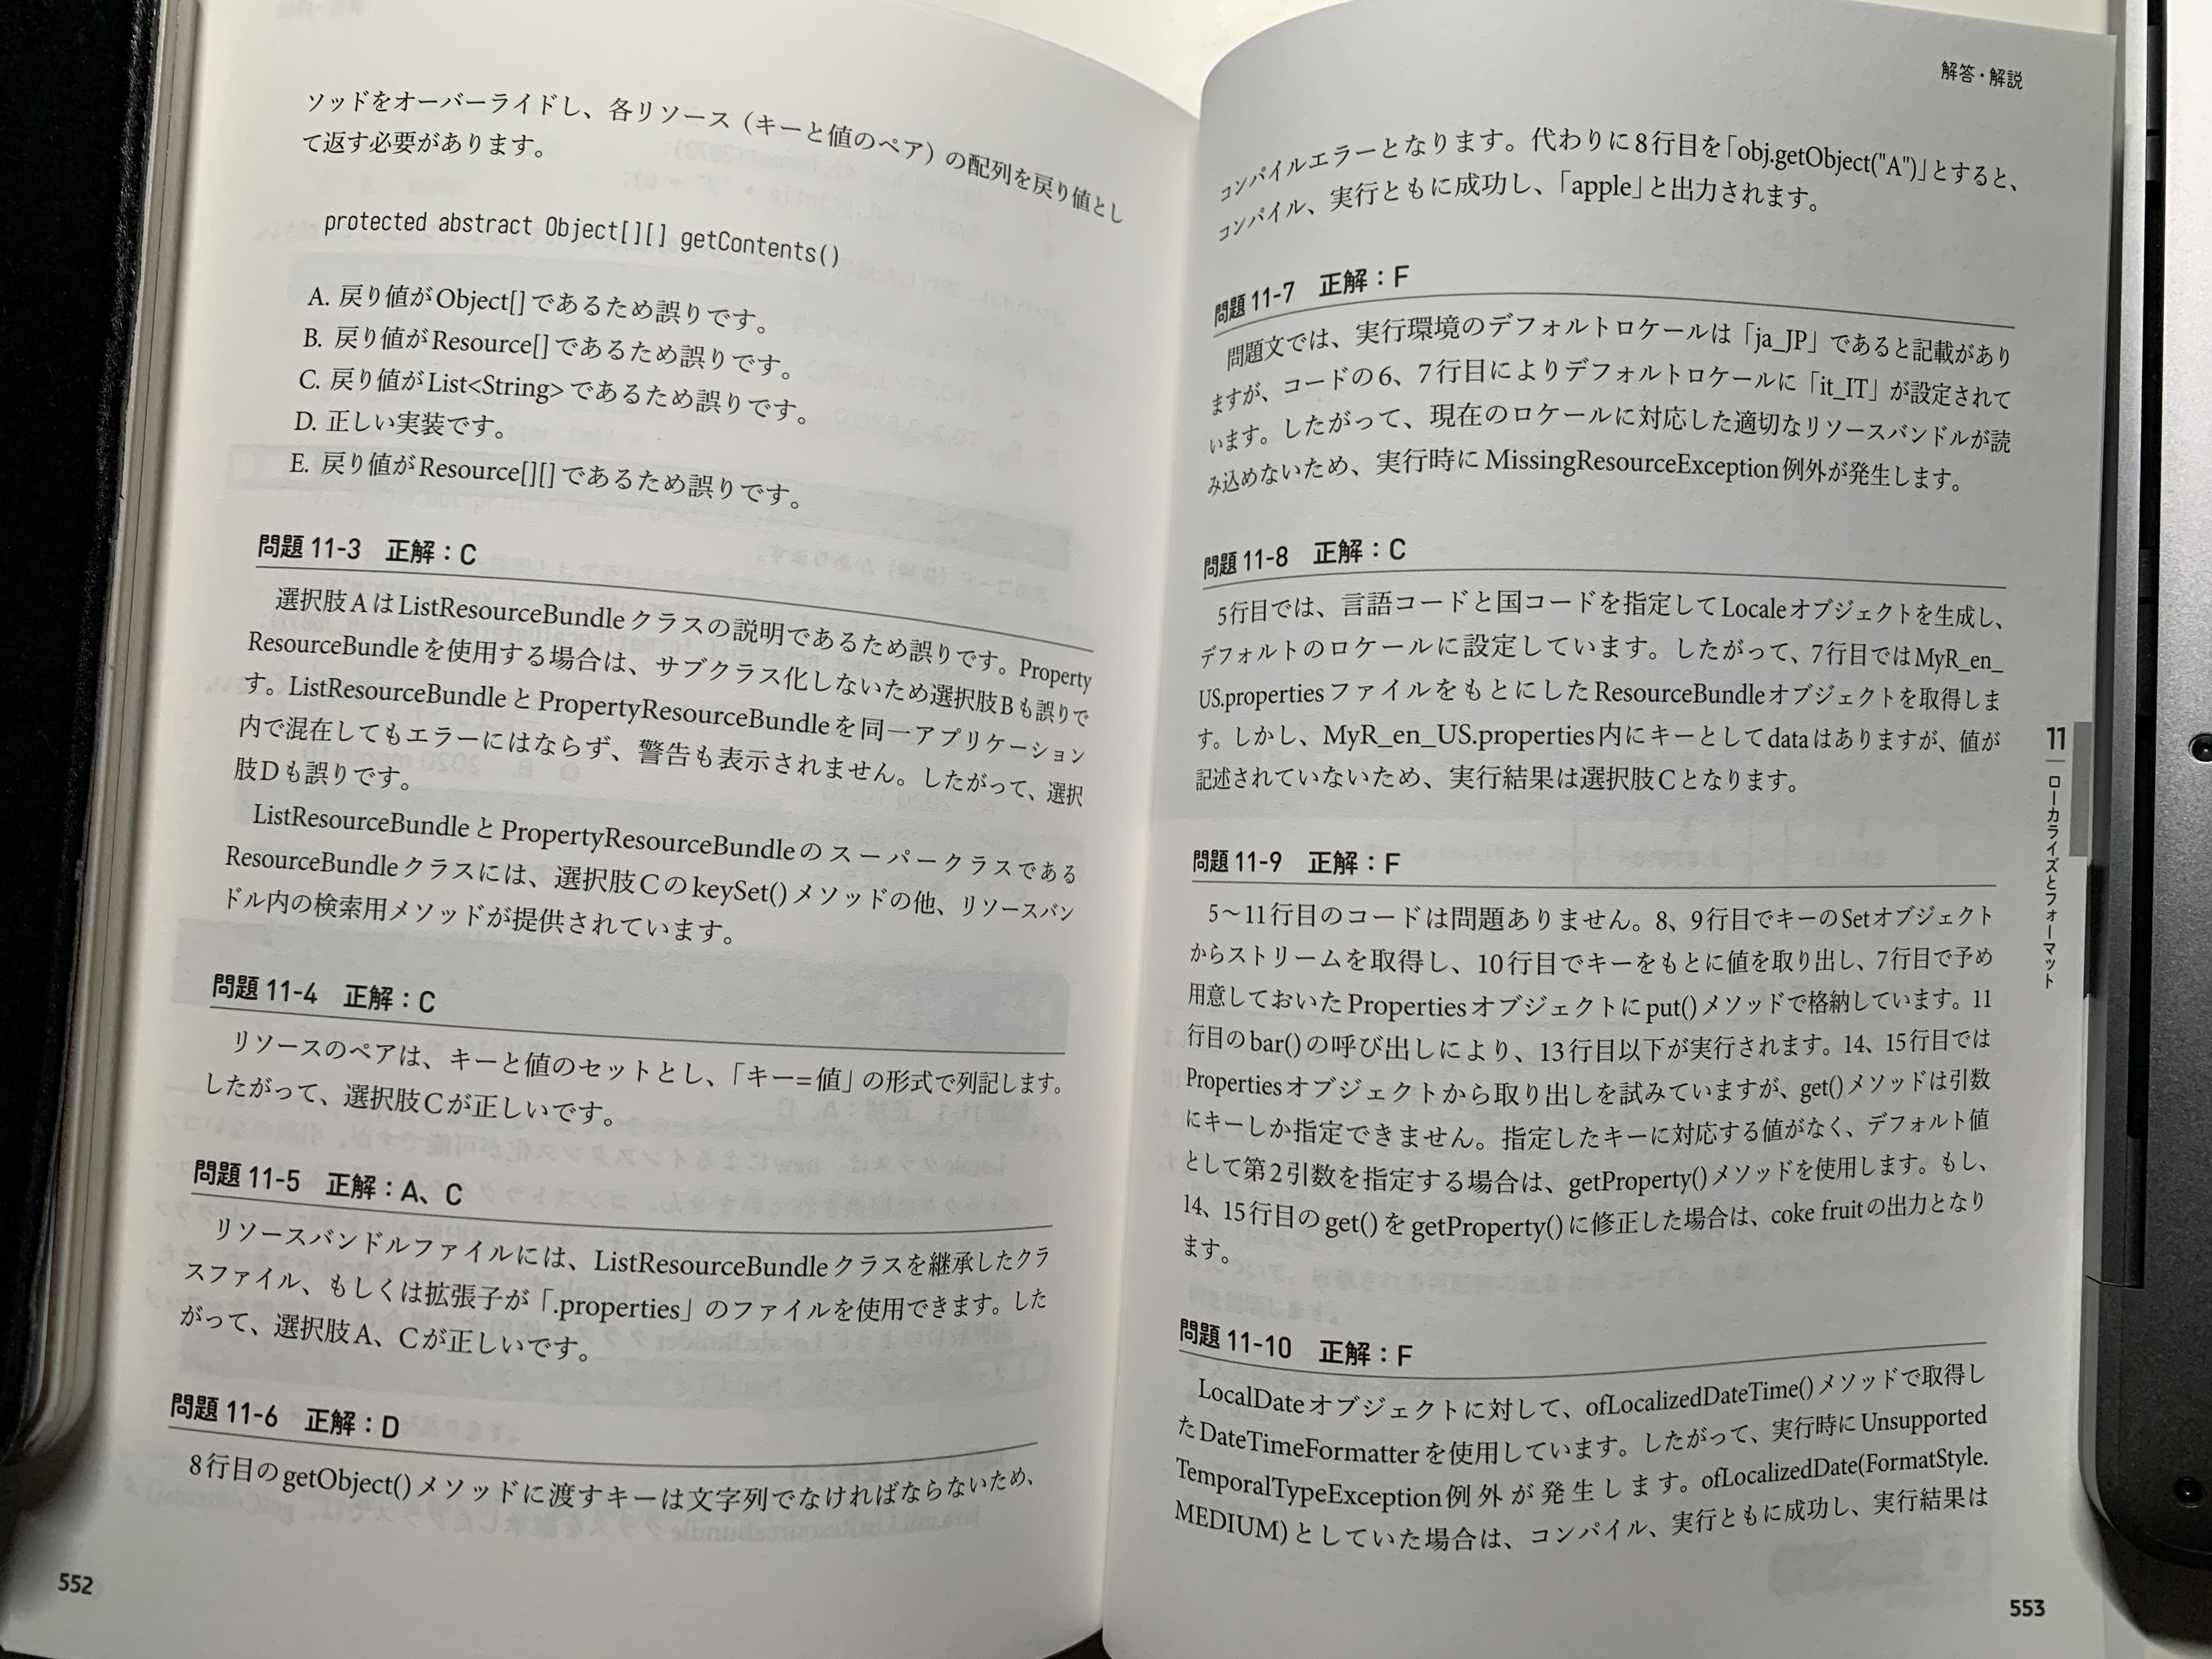 ソッドをオーバーライドし、各リソース（キーと値のペア）の配列を戻り値とし
て返す必要があります。
protected abstract Object[][] getContents()
A. 戻り値がObject[]であるため誤りです。
B. 戻り値がResource[]であるため誤りです。
C. 戻り値がList<String>であるため誤りです。
D. 正しい実装です。
E. 戻り値がResource[][]であるため誤りです。
問題 11-3　正解：C
選択肢AはListResourceBundleクラスの説明であるため誤りです。Property
ResourceBundleを使用する場合は、サブクラス化しないため選択肢Bも誤りで
す。ListResourceBundleとPropertyResourceBundleを同一アプリケーション
内で混在してもエラーにはならず、警告も表示されません。したがって、選択
肢Dも誤りです。
ListResourceBundleとPropertyResourceBundleのスーパークラスである
ResourceBundleクラスには、選択肢CのkeySet()メソッドの他、リソースバン
ドル内の検索用メソッドが提供されています。
問題 11-4　正解：C
リソースのペアは、キーと値のセットとし、「キー=値」の形式で列記します。
したがって、選択肢Cが正しいです。
問題 11-5　正解：A、C
リソースバンドルファイルには、ListResourceBundleクラスを継承したクラ
スファイル、もしくは拡張子が「.properties」のファイルを使用できます。した
がって、選択肢A、Cが正しいです。
問題 11-6　正解：D
8行目のgetObject()メソッドに渡すキーは文字列でなければならないため、
552
解答・解説
コンパイルエラーとなります。代わりに8行目を「obj.getObject("A")」とすると、
コンパイル、実行ともに成功し、「apple」と出力されます。
問題 11-7　正解：F
問題文では、実行環境のデフォルトロケールは「ja_JP」であると記載があり
ますが、コードの6、7行目によりデフォルトロケールに「it_IT」が設定されて
います。したがって、現在のロケールに対応した適切なリソースバンドルが読
み込めないため、実行時にMissingResourceException例外が発生します。
問題 11-8　正解：C
5行目では、言語コードと国コードを指定してLocaleオブジェクトを生成し、
デフォルトのロケールに設定しています。したがって、7行目ではMyR_en_
US.propertiesファイルをもとにしたResourceBundleオブジェクトを取得しま
す。しかし、MyR_en_US.properties内にキーとしてdataはありますが、値が
記述されていないため、実行結果は選択肢Cとなります。
問題 11-9　正解：F
5〜11行目のコードは問題ありません。8、9行目でキーのSetオブジェクト
からストリームを取得し、10行目でキーをもとに値を取り出し、7行目で予め
用意しておいたPropertiesオブジェクトにput()メソッドで格納しています。11
行目のbar()の呼び出しにより、13行目以下が実行されます。14、15行目では
Propertiesオブジェクトから取り出しを試みていますが、get()メソッドは引数
にキーしか指定できません。指定したキーに対応する値がなく、デフォルト値
として第2引数を指定する場合は、getProperty()メソッドを使用します。もし、
14、15行目のget()をgetProperty()に修正した場合は、coke fruitの出力となり
ます。
問題 11-10　正解：F
LocalDateオブジェクトに対して、ofLocalizedDateTime()メソッドで取得し
たDateTimeFormatterを使用しています。したがって、実行時にUnsupported
TemporalTypeException例外が発生します。ofLocalizedDate(FormatStyle.
MEDIUM)としていた場合は、コンパイル、実行ともに成功し、実行結果は
11
ローカライズとフォーマット
553